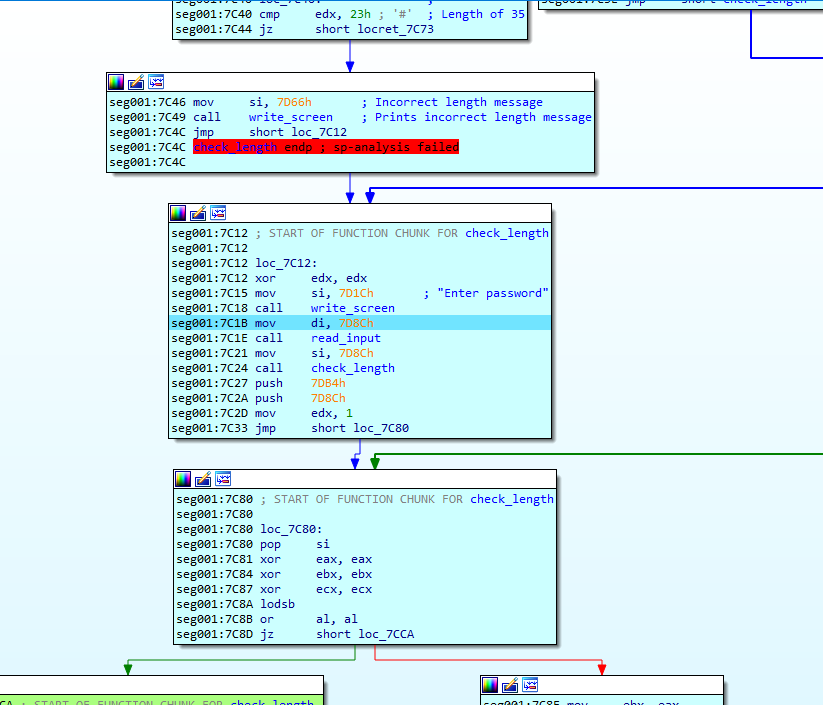 seg001:7C40 cmp edx, 23h ; '#' ; Length of 35
seg001:7C44 jz short locret_7C73
seg001:7C46 mov si, 7D66h ; Incorrect length message
seg001:7C49 call write_screen ; Prints incorrect length message
seg001:7C4C jmp short loc_7C12
seg001:7C4C check_length endp ; sp-analysis failed
seg001:7C4C
seg001:7C12 ; START OF FUNCTION CHUNK FOR check_length
seg001:7C12
seg001:7C12 loc_7C12:
seg001:7C12 xor edx, edx
seg001:7C15 mov si, 7D1Ch ; "Enter password"
seg001:7C18 call write_screen
seg001:7C1B mov di, 7D8Ch
seg001:7C1E call read_input
seg001:7C21 mov si, 7D8Ch
seg001:7C24 call check_length
seg001:7C27 push 7DB4h
seg001:7C2A push 7D8Ch
seg001:7C2D mov edx, 1
seg001:7C33 jmp short loc_7C80
seg001:7C80 ; START OF FUNCTION CHUNK FOR check_length
seg001:7C80
seg001:7C80 loc_7C80:
seg001:7C80 pop si
seg001:7C81 xor eax, eax
seg001:7C84 xor ebx, ebx
seg001:7C87 xor ecx, ecx
seg001:7C8A lodsb
seg001:7C8B or al, al
seg001:7C8D jz short loc_7CCA
CA ; START OF FUNCTION CHUNK FOR check_length
seg001:7C8F mov ebx, eax